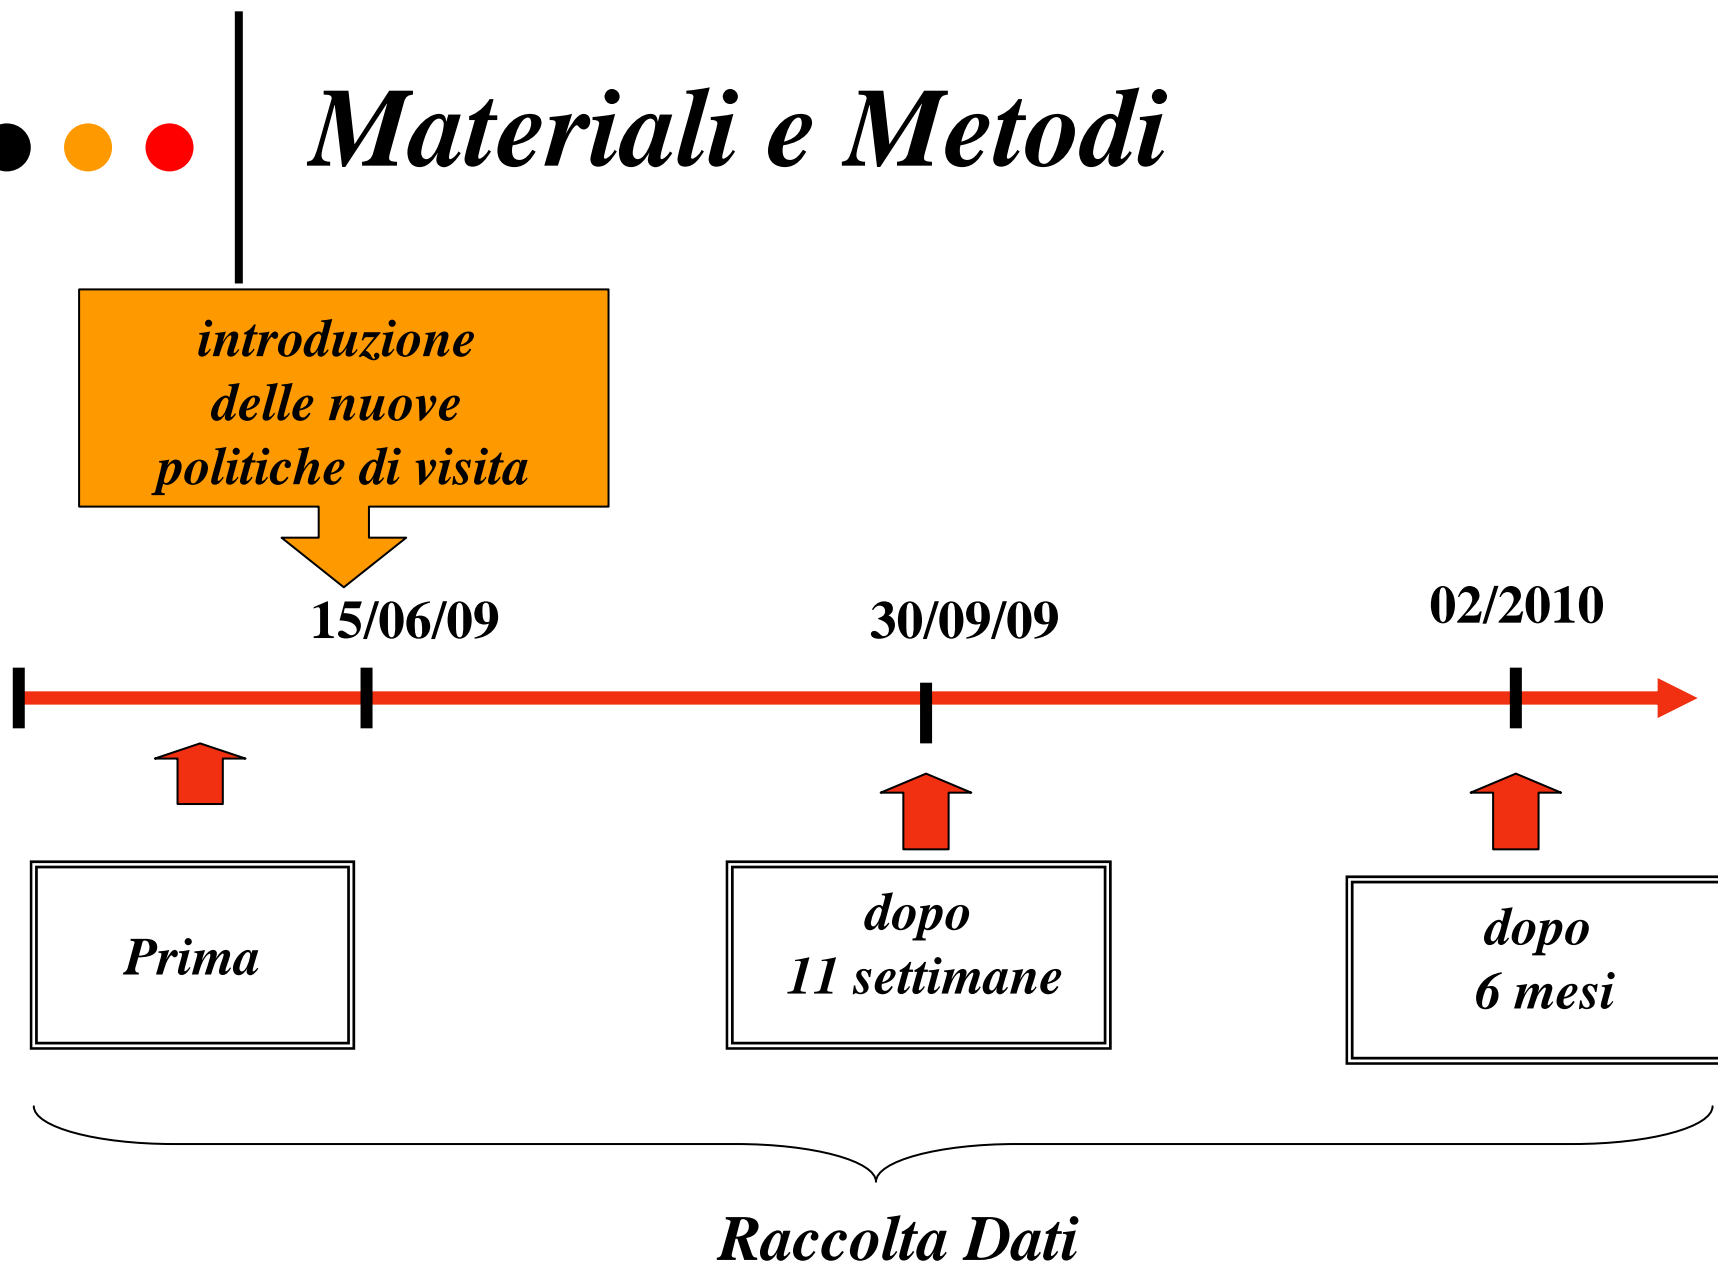 Materiali e Metodi
introduzione
delle nuove
politiche di visita
15/06/09
30/09/09
02/2010
Prima
dopo
11 settimane
dopo
6 mesi
Raccolta Dati